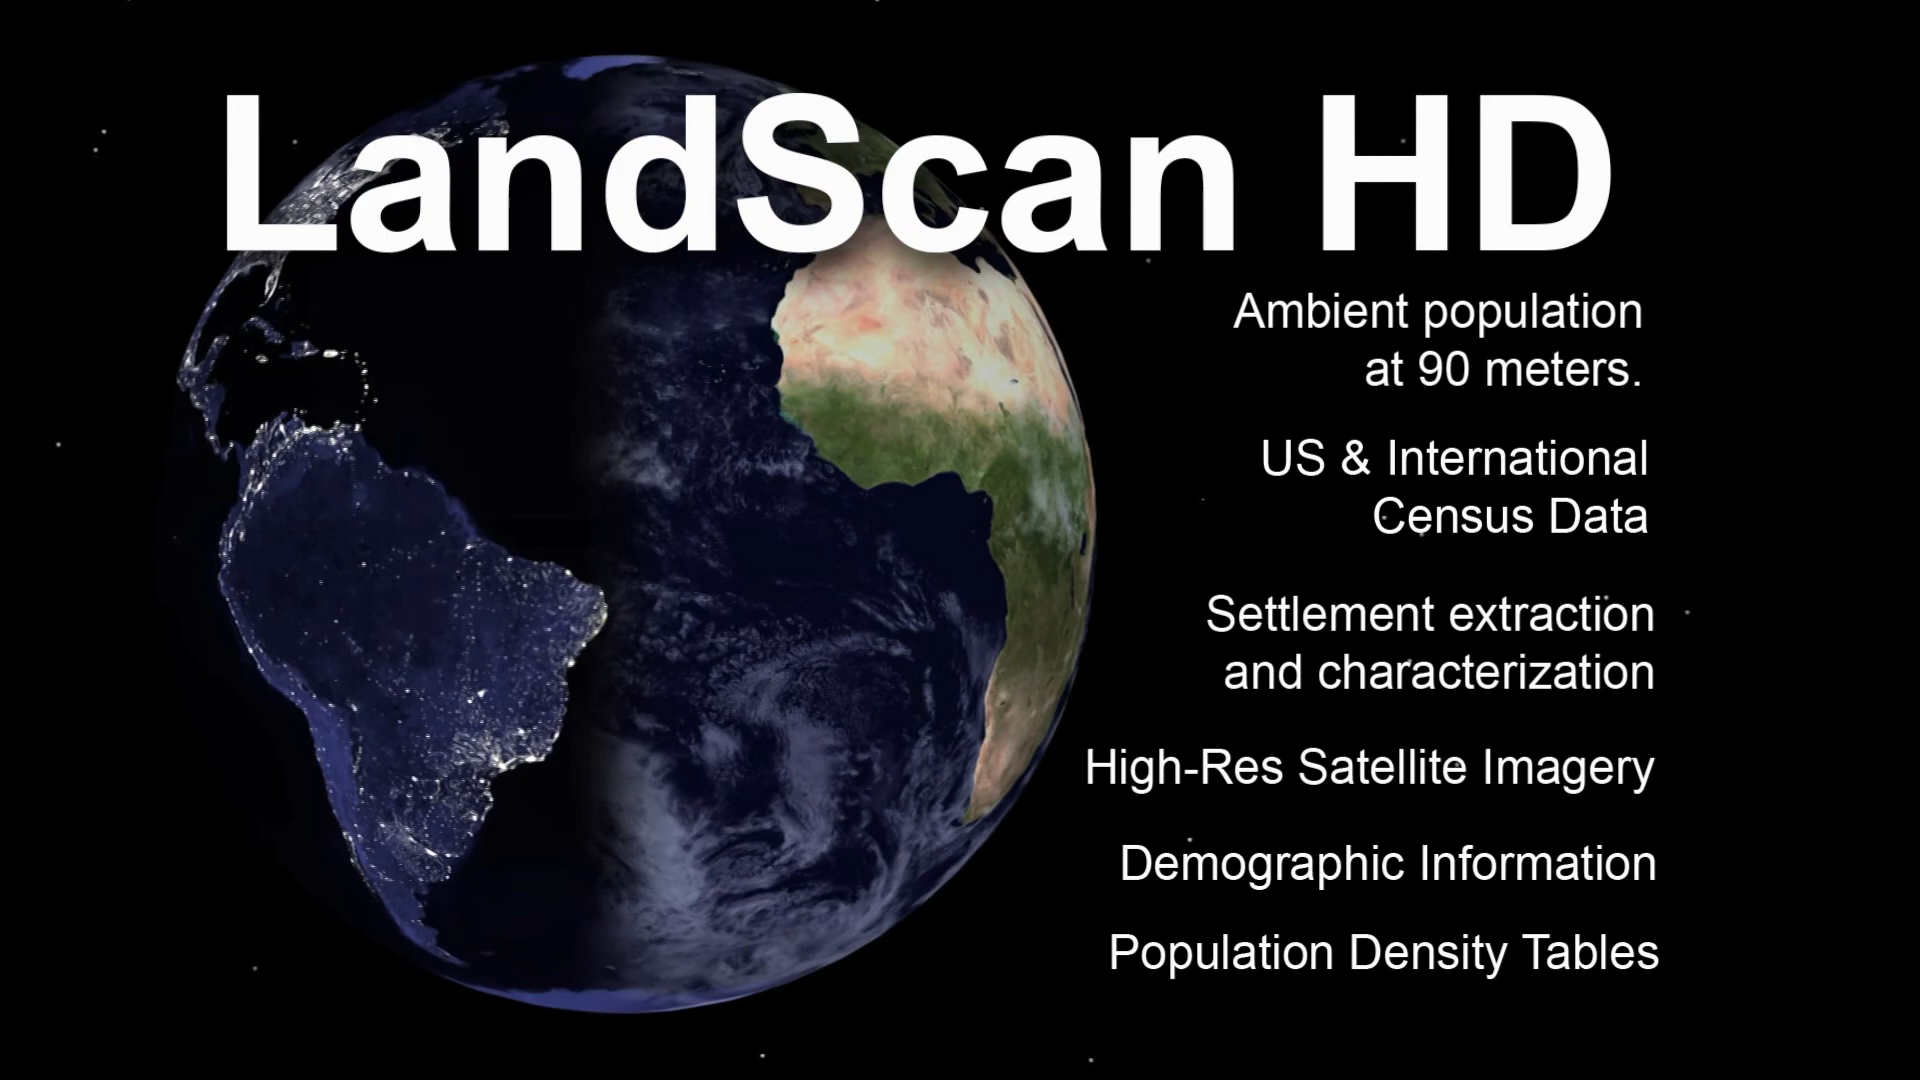 LandScan HD
Ambient population
at 90 meters.
US & International
Census Data
Settlement extraction
and characterization
High-Res Satellite Imagery
Demographic Information
Population Density Tables